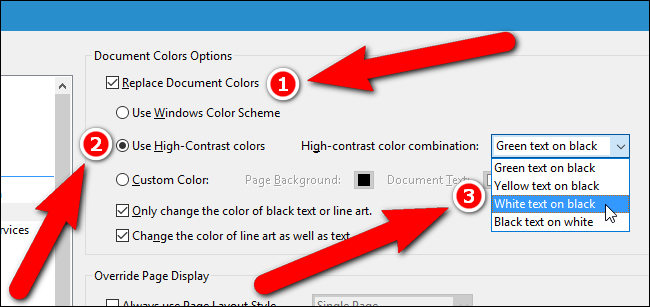 Document Colors Options
Replace Document Colors 1
Use Windows Color Scheme
2 Use High-Contrast colors High-contrast color combination: Green text on black
Green text on black
Custom Color: Page Background: Document Text:
Yellow text on black
3 White text on black
Only change the color of black text or line art.
Black text on white
services
Change the color of line art as well as text.
Override Page Display
Always use Page Layout Style Single Page